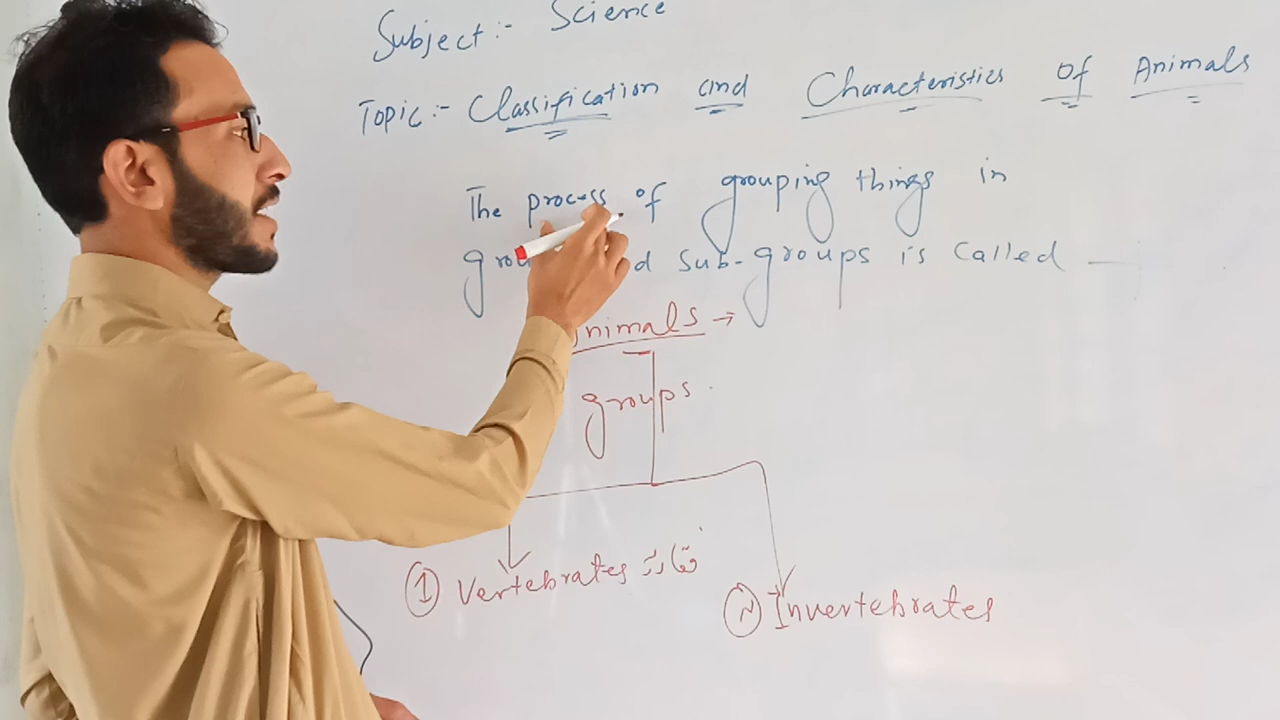 Subject:- Science
Topic:- Classification and Characteristics Of Animals
The process of grouping things in
sub-groups is called
groups
① Vertebrates
Invertebrates